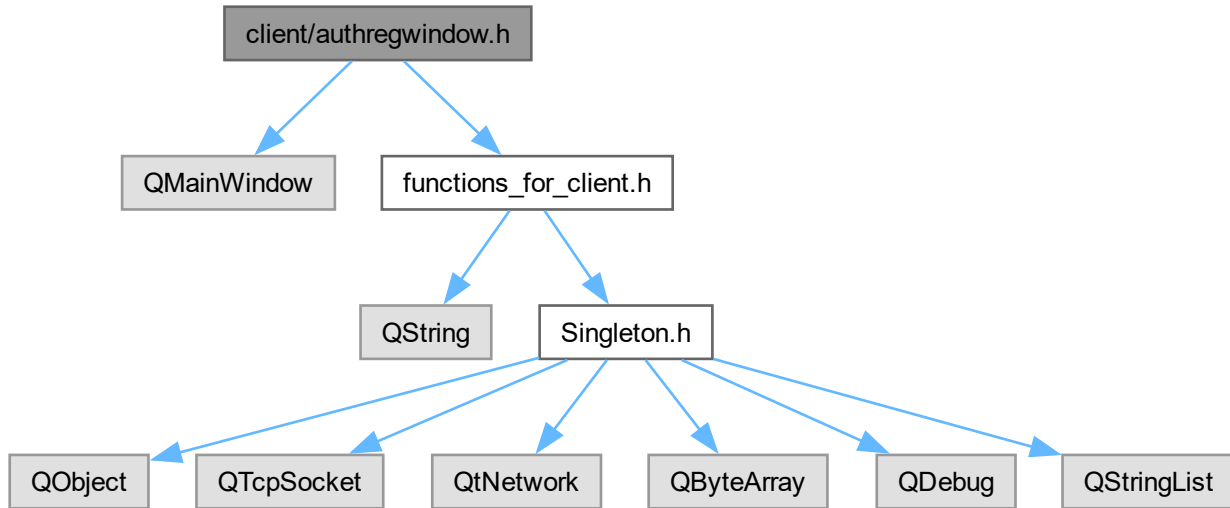 client/authregwindow.h
QMainWindow
functions_for_client.h
QString
Singleton.h
QObject
QTcpSocket
QtNetwork
QByteArray
QDebug
QStringList